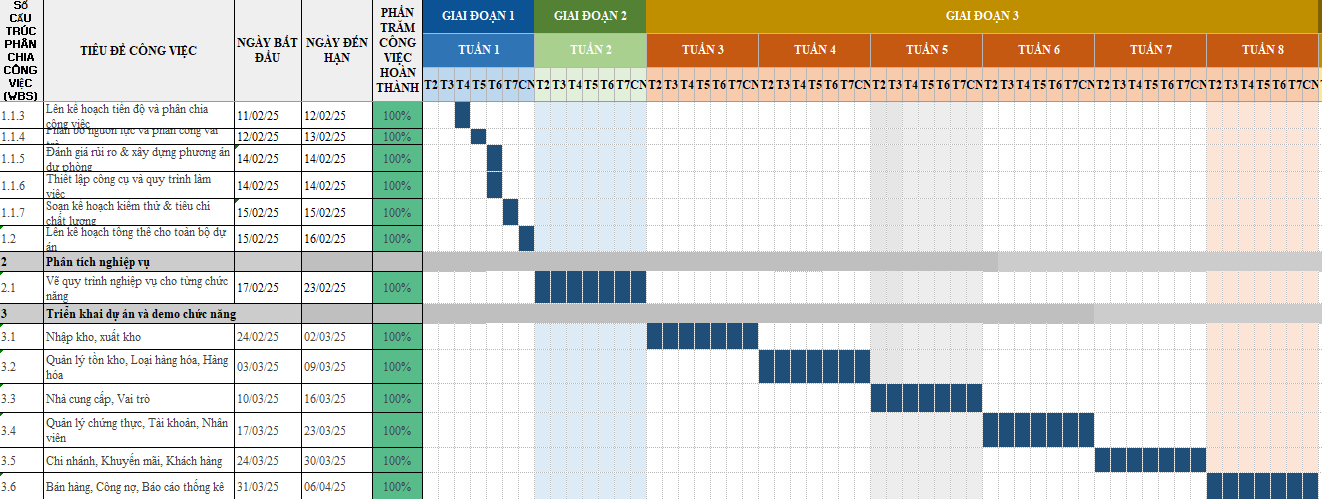 SỐ
CẤU
TRÚC
PHÂN
CHIA
CÔNG
VIỆC
(WBS)
TIÊU ĐỀ CÔNG VIỆC
NGÀY BẮT
ĐẦU
NGÀY ĐẾN
HẠN
PHẦN
TRĂM
CÔNG
VIỆC
HOÀN
THÀNH
GIAI ĐOẠN 1 GIAI ĐOẠN 2 GIAI ĐOẠN 3
TUẦN 1 TUẦN 2 TUẦN 3 TUẦN 4 TUẦN 5 TUẦN 6 TUẦN 7 TUẦN 8
T2 T3 T4 T5 T6 T7 CN T2 T3 T4 T5 T6 T7 CN T2 T3 T4 T5 T6 T7 CN T2 T3 T4 T5 T6 T7 CN T2 T3 T4 T5 T6 T7 CN T2 T3 T4 T5 T6 T7 CN T2 T3 T4 T5 T6 T7 CN T2 T3 T4 T5 T6 T7 CN
1.1.3 Lên kế hoạch tiến độ và phân chia
công việc 11/02/25 12/02/25 100%
1.1.4 Phân bổ nguồn lực và phân công vai
trò 12/02/25 13/02/25 100%
1.1.5 Đánh giá rủi ro & xây dựng phương án
dự phòng 14/02/25 14/02/25 100%
1.1.6 Thiết lập công cụ và quy trình làm
việc 14/02/25 14/02/25 100%
1.1.7 Soạn kế hoạch kiểm thử & tiêu chí
chất lượng 15/02/25 15/02/25 100%
1.2 Lên kế hoạch tổng thể cho toàn bộ dự
án 15/02/25 16/02/25 100%
2 Phân tích nghiệp vụ
2.1 Vẽ quy trình nghiệp vụ cho từng chức
năng 17/02/25 23/02/25 100%
3 Triển khai dự án và demo chức năng
3.1 Nhập kho, xuất kho 24/02/25 02/03/25 100%
3.2 Quản lý tồn kho, Loại hàng hóa, Hàng
hóa 03/03/25 09/03/25 100%
3.3 Nhà cung cấp, Vai trò 10/03/25 16/03/25 100%
3.4 Quản lý chứng thực, Tài khoản, Nhân
viên 17/03/25 23/03/25 100%
3.5 Chi nhánh, Khuyến mãi, Khách hàng 24/03/25 30/03/25 100%
3.6 Bán hàng, Công nợ, Báo cáo thống kê 31/03/25 06/04/25 100%